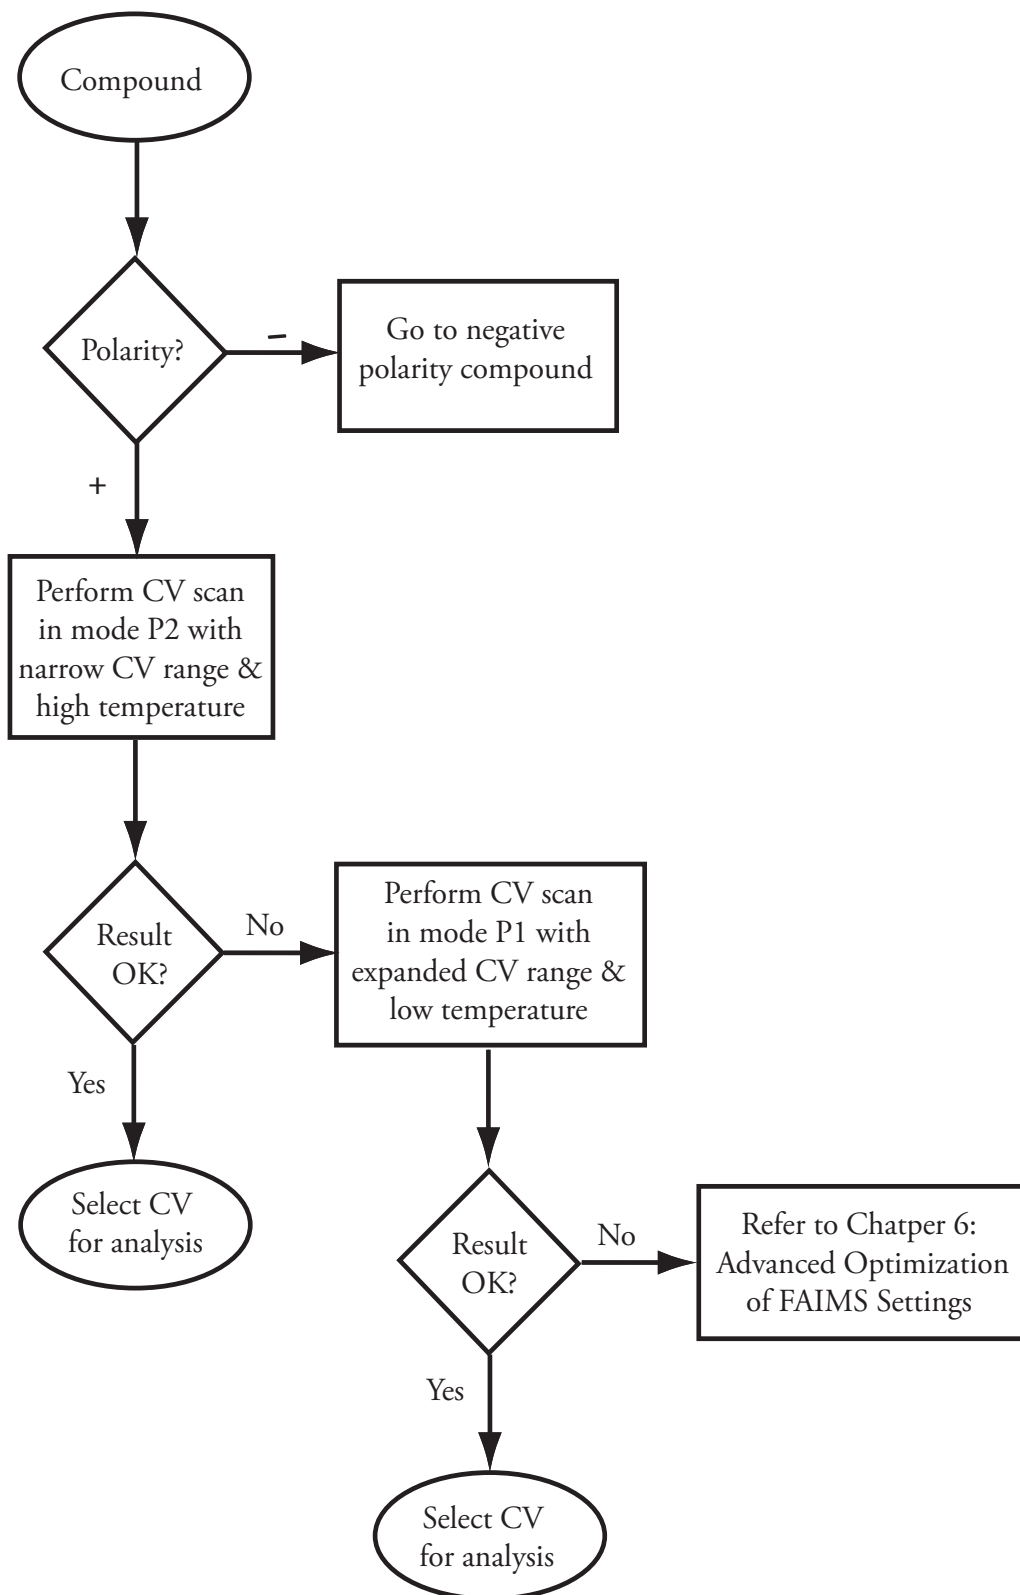 Compound
Polarity?
–
Go to negative
polarity compound
+
Perform CV scan
in mode P2 with
narrow CV range &
high temperature
Result
OK?
No
Perform CV scan
in mode P1 with
expanded CV range &
low temperature
Yes
Select CV
for analysis
Result
OK?
No
Refer to Chatper 6:
Advanced Optimization
of FAIMS Settings
Yes
Select CV
for analysis